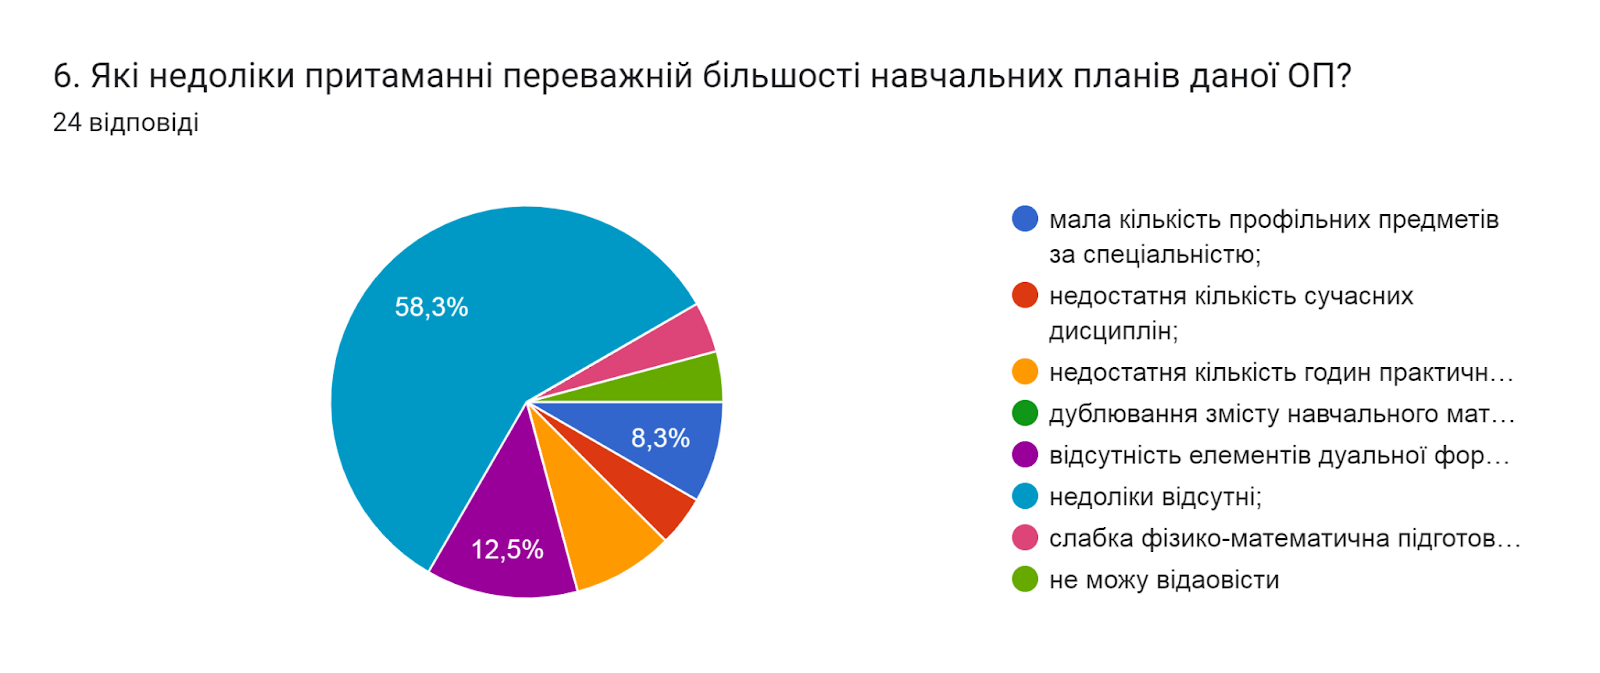 6. Які недоліки притаманні переважній більшості навчальних планів даної ОП?
24 відповіді
58,3%
8,3%
12,5%
мала кількість профільних предметів
за спеціальністю;
недостатня кількість сучасних
дисциплін;
недостатня кількість годин практичн…
дублювання змісту навчального мат…
відсутність елементів дуальної фор…
недоліки відсутні;
слабка фізико-математична підготов…
не можу відаовісти